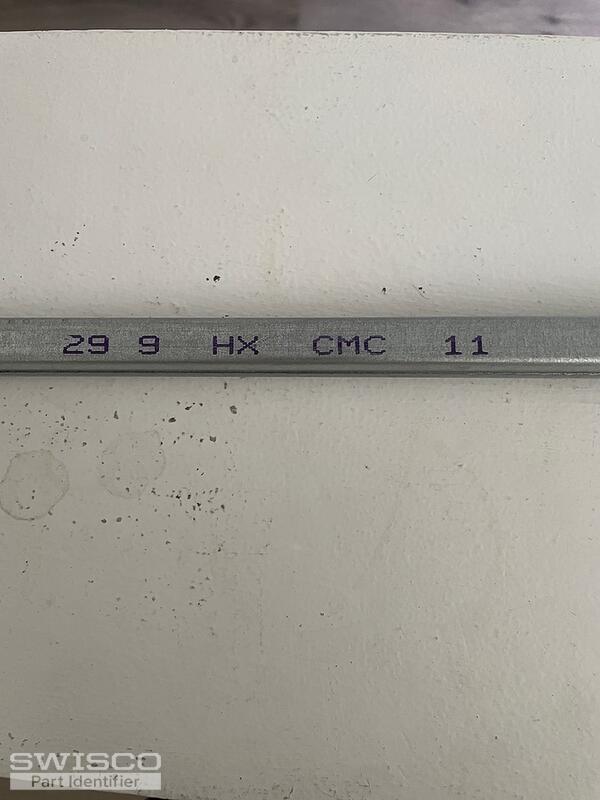 29 9 HX CMC 11
SWISCO
Part Identifier